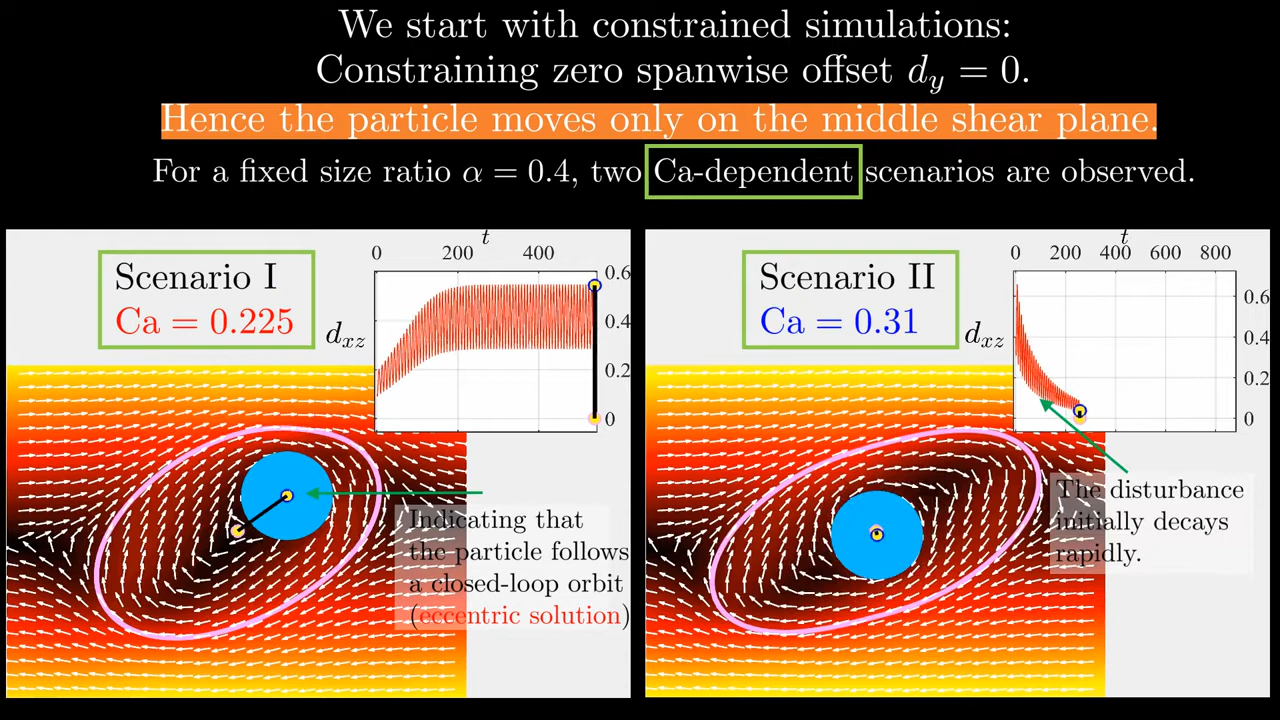 We start with constrained simulations:
Constraining zero spanwise offset d_y = 0.
Hence the particle moves only on the middle shear plane.
For a fixed size ratio α = 0.4, two Ca-dependent scenarios are observed.
Scenario I
Ca = 0.225
t
0 200 400
0.6
0.4
0.2
0
d_xz
Indicating that
the particle follows
a closed-loop orbit
(eccentric solution)
Scenario II
Ca = 0.31
t
0 200 400 600 800
0.6
0.4
0.2
0
d_xz
The disturbance
initially decays
rapidly.